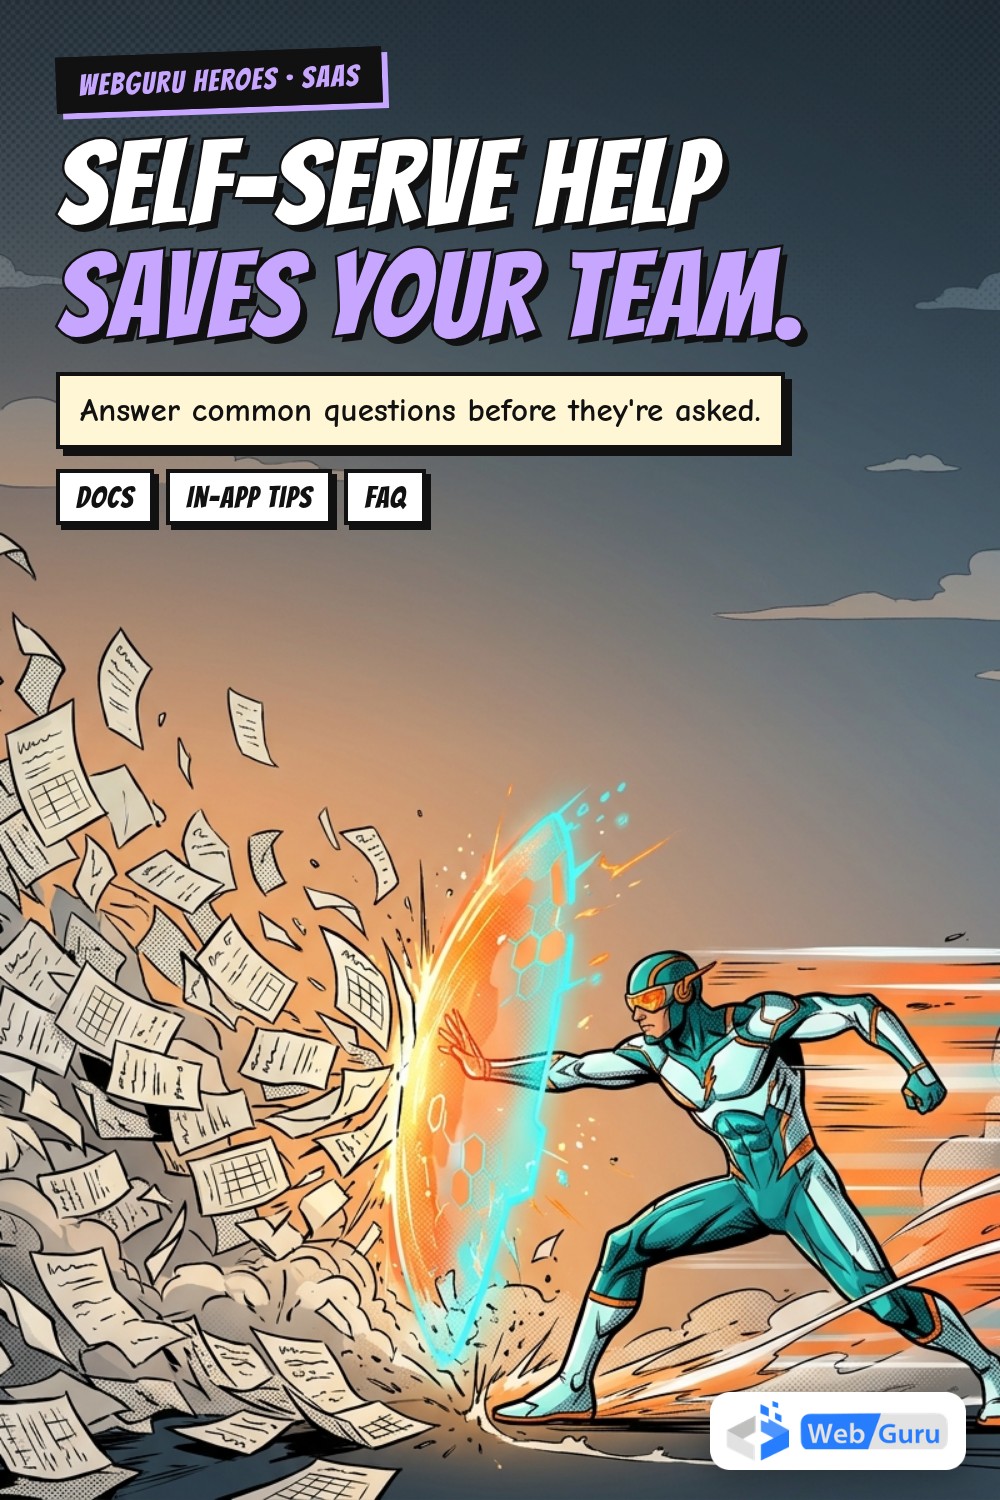 WEBGURU HEROES · SAAS
SELF-SERVE HELP
SAVES YOUR TEAM.
Answer common questions before they're asked.
DOCS
IN-APP TIPS
FAQ
Web Guru